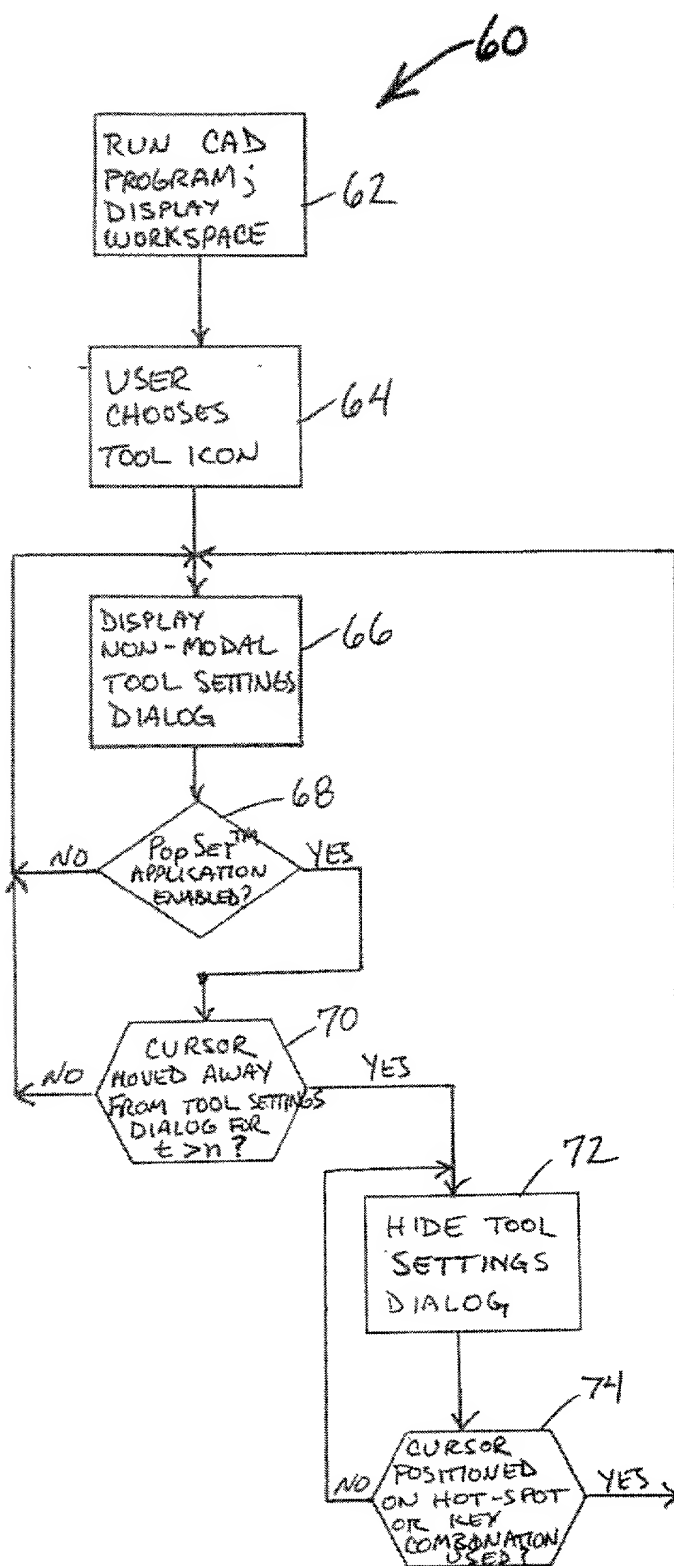 60
RUN CAD
PROGRAM;
DISPLAY
WORKSPACE
62
USER
CHOOSES
TOOL ICON
64
DISPLAY
NON-MODAL
TOOL SETTINGS
DIALOG
66
68
PopSet™
APPLICATION
ENABLED?
NO
YES
70
CURSOR
MOVED AWAY
FROM TOOL SETTINGS
DIALOG FOR
t > n ?
NO
YES
72
HIDE TOOL
SETTINGS
DIALOG
74
CURSOR
POSITIONED
ON HOT-SPOT
OR KEY
COMBINATION
USED?
NO
YES